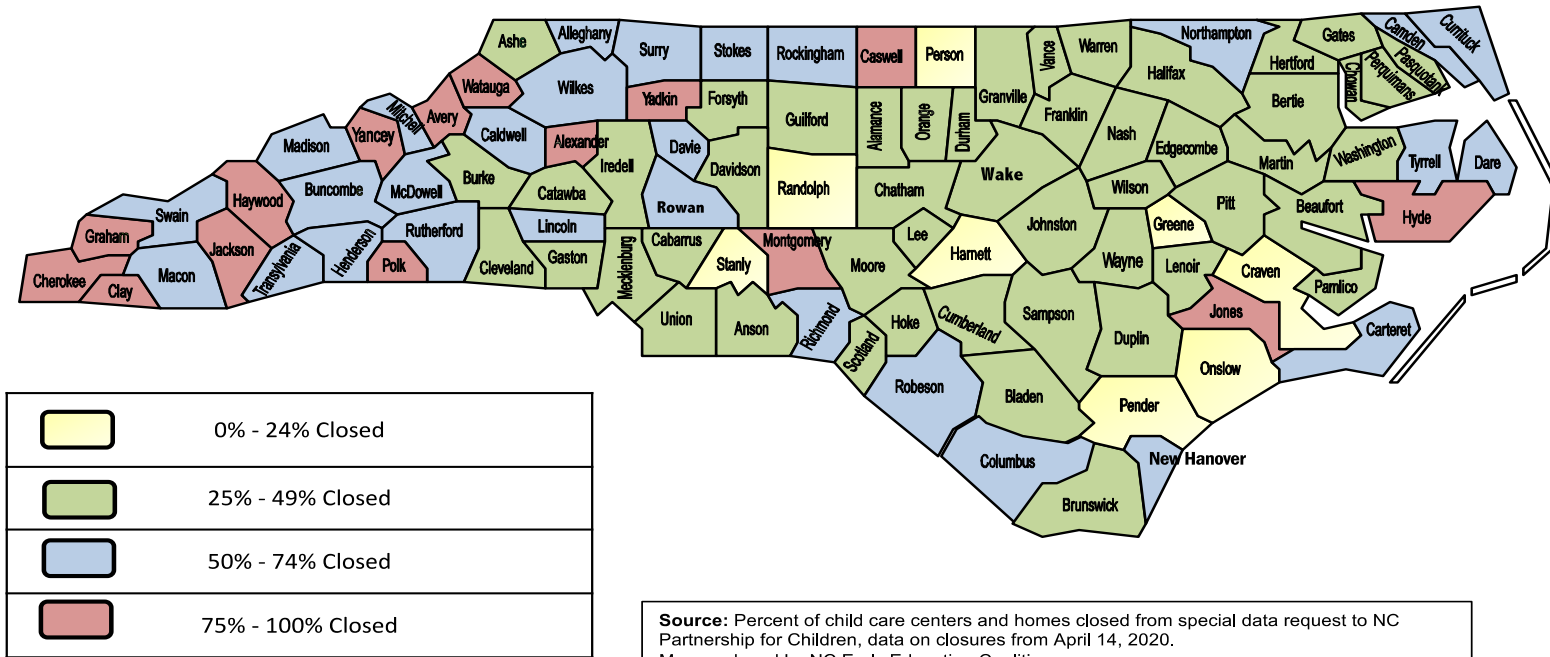 Ashe
Alleghany
Surry
Stokes
Rockingham
Caswell
Person
Granville
Vance
Warren
Northampton
Halifax
Hertford
Gates
Camden
Currituck
Pasquotank
Perquimans
Chowan
Bertie
Watauga
Wilkes
Yadkin
Forsyth
Guilford
Alamance
Orange
Durham
Franklin
Nash
Edgecombe
Martin
Washington
Tyrrell
Dare
Mitchell
Avery
Yancey
Caldwell
Alexander
Iredell
Davie
Davidson
Randolph
Chatham
Wake
Wilson
Pitt
Beaufort
Hyde
Madison
Buncombe
McDowell
Burke
Catawba
Rowan
Swain
Haywood
Rutherford
Lincoln
Lee
Johnston
Greene
Graham
Jackson
Henderson
Polk
Cleveland
Gaston
Mecklenburg
Cabarrus
Stanly
Montgomery
Moore
Harnett
Wayne
Lenoir
Craven
Pamlico
Cherokee
Clay
Macon
Transylvania
Union
Anson
Richmond
Scotland
Hoke
Cumberland
Sampson
Duplin
Jones
Carteret
Onslow
Robeson
Bladen
Pender
Columbus
New Hanover
Brunswick
0% - 24% Closed
25% - 49% Closed
50% - 74% Closed
75% - 100% Closed
Source: Percent of child care centers and homes closed from special data request to NC
Partnership for Children, data on closures from April 14, 2020.